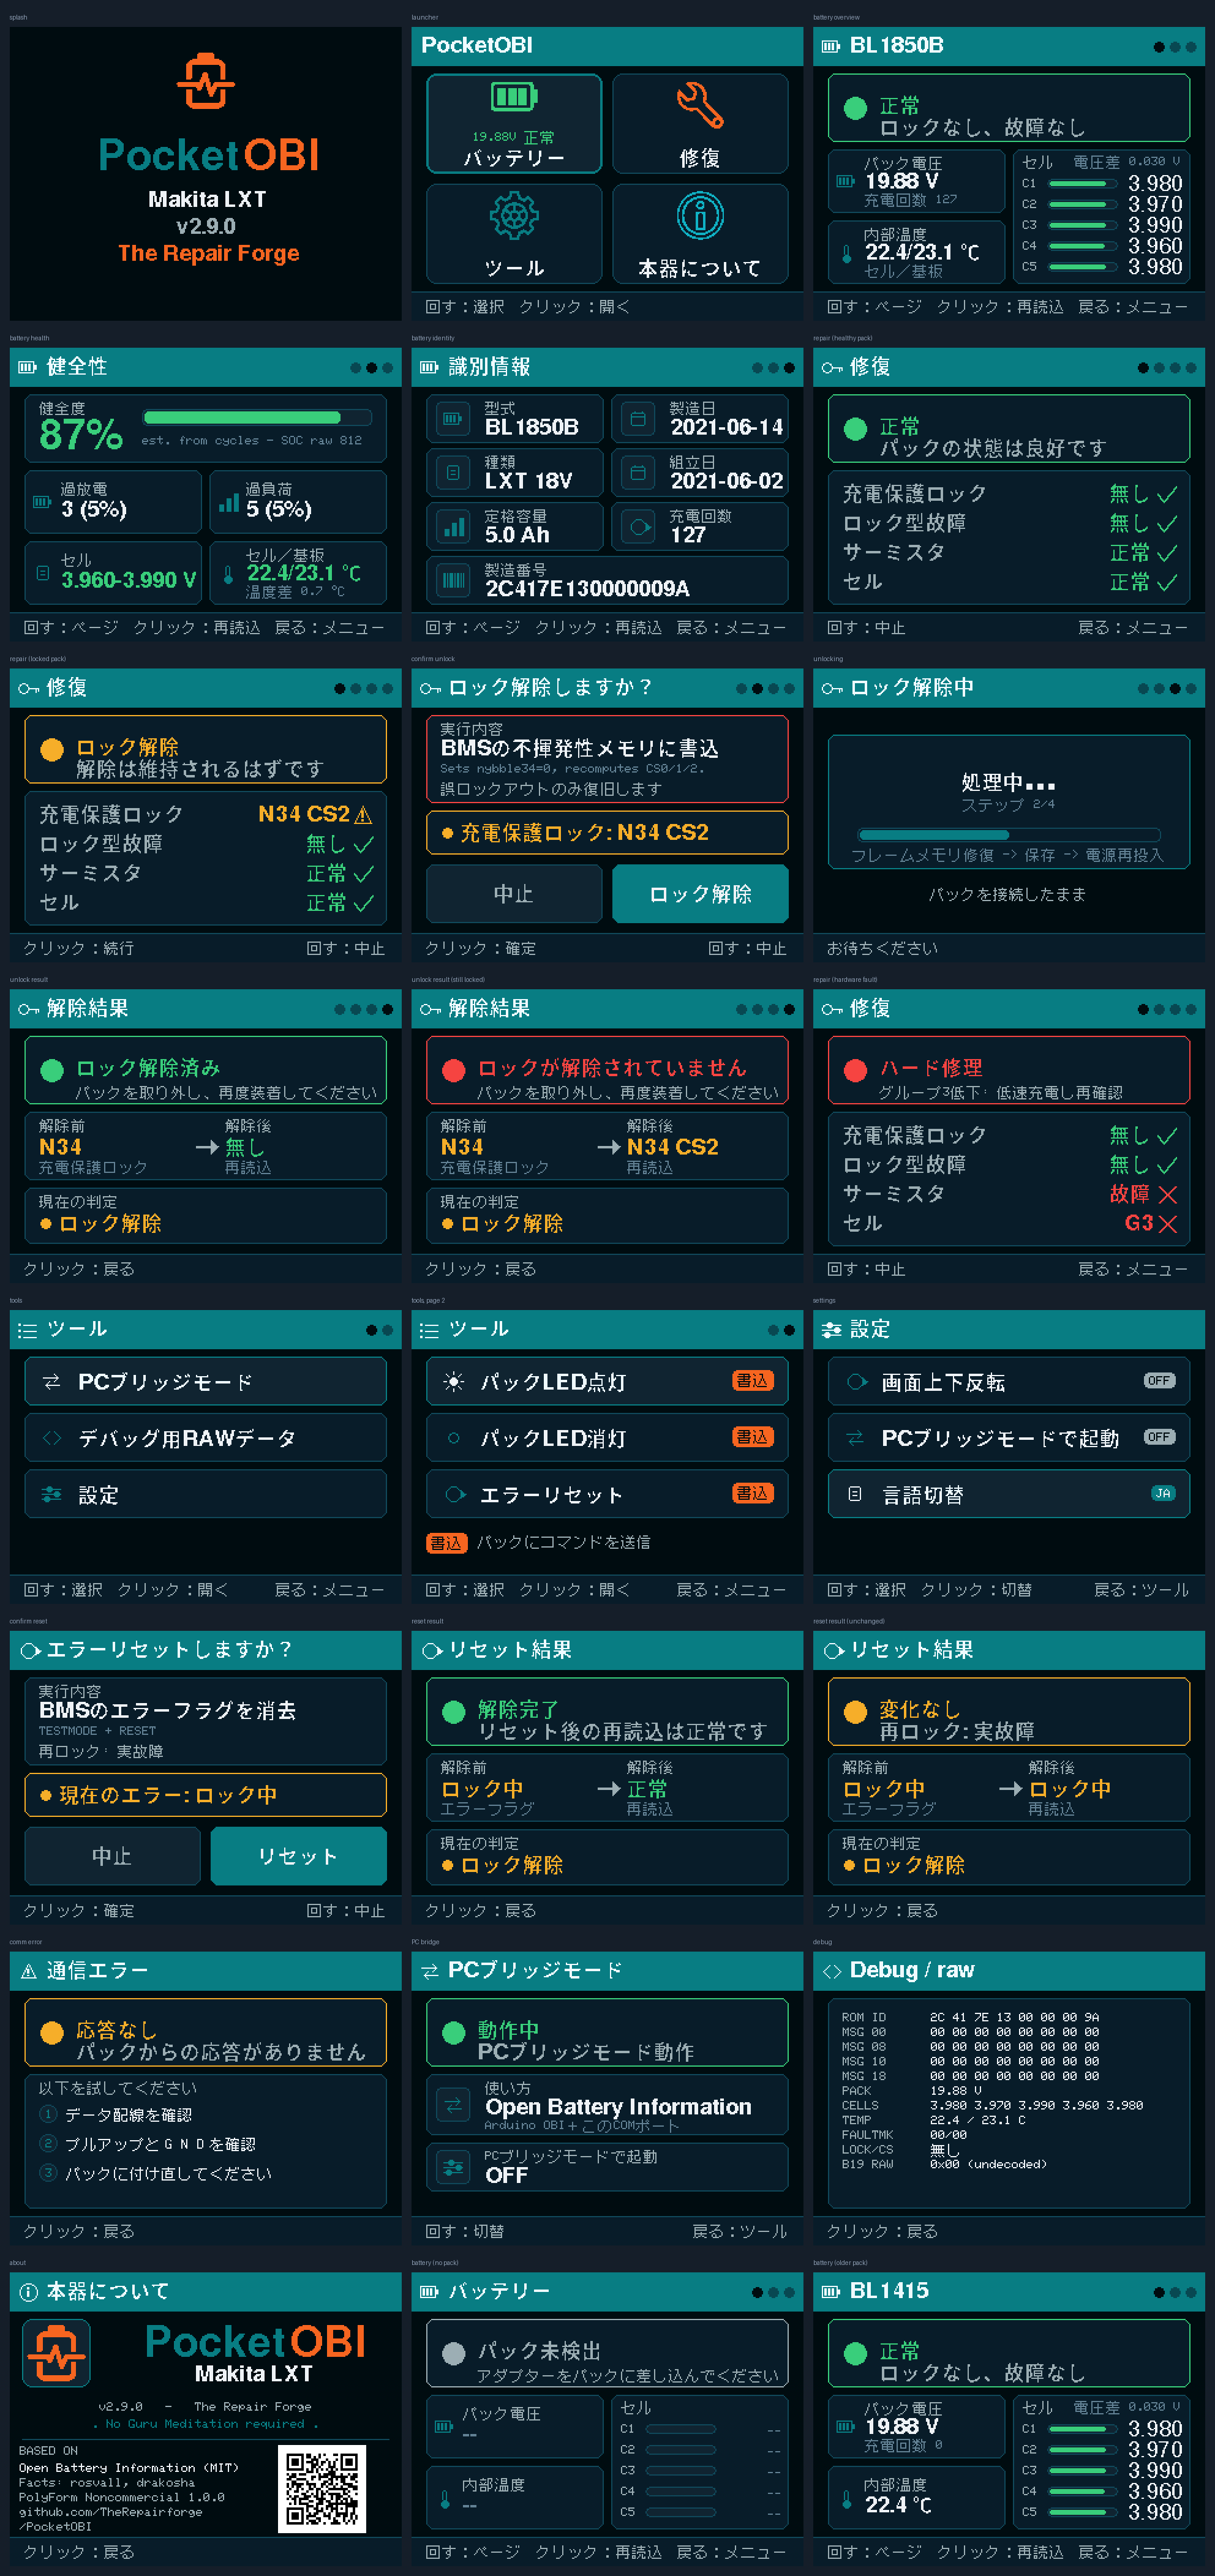 splash
PocketOBI
Makita LXT
v2.9.0
The Repair Forge
launcher
PocketOBI
19.88V 正常
バッテリー
修復
ツール
本器について
回す：選択 クリック：開く
battery overview
BL1850B
正常
ロックなし、故障なし
パック電圧
19.88 V
充電回数 127
内部温度
22.4/23.1 °C
セル／基板
セル 電圧差 0.030 V
C1 3.980
C2 3.970
C3 3.990
C4 3.960
C5 3.980
回す：ページ クリック：再読込 戻る：メニュー
battery health
健全性
健全度
87%
est. from cycles - SOC raw 812
過放電
3 (5%)
過負荷
5 (5%)
セル
3.960-3.990 V
セル／基板
22.4/23.1 °C
温度差 0.7 °C
回す：ページ クリック：再読込 戻る：メニュー
battery identity
識別情報
型式
BL1850B
製造日
2021-06-14
種類
LXT 18V
組立日
2021-06-02
定格容量
5.0 Ah
充電回数
127
製造番号
2C417E130000009A
回す：ページ クリック：再読込 戻る：メニュー
repair (healthy pack)
修復
正常
パックの状態は良好です
充電保護ロック 無し
ロック型故障 無し
サーミスタ 正常
セル 正常
回す：中止 戻る：メニュー
repair (locked pack)
修復
ロック解除
解除は維持されるはずです
充電保護ロック N34 CS2
ロック型故障 無し
サーミスタ 正常
セル 正常
クリック：続行 回す：中止
confirm unlock
ロック解除しますか？
実行内容
BMSの不揮発性メモリに書込
Sets nybble34=0, recomputes CS0/1/2.
誤ロックアウトのみ復旧します
充電保護ロック: N34 CS2
中止
ロック解除
クリック：確定 回す：中止
unlocking
ロック解除中
処理中...
ステップ 2/4
フレームメモリ修復 -> 保存 -> 電源再投入
パックを接続したまま
お待ちください
unlock result
解除結果
ロック解除済み
パックを取り外し、再度装着してください
解除前
N34
充電保護ロック
→
解除後
無し
再読込
現在の判定
ロック解除
クリック：戻る
unlock result (still locked)
解除結果
ロックが解除されていません
パックを取り外し、再度装着してください
解除前
N34
充電保護ロック
→
解除後
N34 CS2
再読込
現在の判定
ロック解除
クリック：戻る
repair (hardware fault)
修復
ハード修理
グループ3低下: 低速充電し再確認
充電保護ロック 無し
ロック型故障 無し
サーミスタ 故障
セル G3
回す：中止 戻る：メニュー
tools
ツール
PCブリッジモード
デバッグ用RAWデータ
設定
回す：選択 クリック：開く 戻る：メニュー
tools, page 2
ツール
パックLED点灯 書込
パックLED消灯 書込
エラーリセット 書込
書込 パックにコマンドを送信
回す：選択 クリック：開く 戻る：メニュー
settings
設定
画面上下反転 OFF
PCブリッジモードで起動 OFF
言語切替 JA
回す：選択 クリック：切替 戻る：ツール
confirm reset
エラーリセットしますか？
実行内容
BMSのエラーフラグを消去
TESTMODE + RESET
再ロック: 実故障
現在のエラー: ロック中
中止
リセット
クリック：確定 回す：中止
reset result
リセット結果
解除完了
リセット後の再読込は正常です
解除前
ロック中
エラーフラグ
→
解除後
正常
再読込
現在の判定
ロック解除
クリック：戻る
reset result (unchanged)
リセット結果
変化なし
再ロック: 実故障
解除前
ロック中
エラーフラグ
→
解除後
ロック中
再読込
現在の判定
ロック解除
クリック：戻る
comm error
通信エラー
応答なし
パックからの応答がありません
以下を試してください
1 データ配線を確認
2 プルアップとＧＮＤを確認
3 パックに付け直してください
クリック：戻る
PC bridge
PCブリッジモード
動作中
PCブリッジモード動作
使い方
Open Battery Information
Arduino OBI + このCOMポート
PCブリッジモードで起動
OFF
回す：切替 戻る：ツール
debug
Debug / raw
ROM ID 2C 41 7E 13 00 00 00 9A
MSG 00 00 00 00 00 00 00 00 00
MSG 08 00 00 00 00 00 00 00 00
MSG 10 00 00 00 00 00 00 00 00
MSG 18 00 00 00 00 00 00 00 00
PACK 19.88 V
CELLS 3.980 3.970 3.990 3.960 3.980
TEMP 22.4 / 23.1 C
FAULTMK 00/00
LOCK/CS 無し
B19 RAW 0x00 (undecoded)
クリック：戻る
about
本器について
PocketOBI
Makita LXT
v2.9.0 - The Repair Forge
. No Guru Meditation required .
BASED ON
Open Battery Information (MIT)
Facts: rosvall, drakosha
PolyForm Noncommercial 1.0.0
github.com/TheRepairforge
/PocketOBI
クリック：戻る
battery (no pack)
バッテリー
パック未検出
アダプターをパックに差し込んでください
パック電圧
--
内部温度
--
セル
C1 --
C2 --
C3 --
C4 --
C5 --
回す：ページ クリック：再読込 戻る：メニュー
battery (older pack)
BL1415
正常
ロックなし、故障なし
パック電圧
19.88 V
充電回数 0
内部温度
22.4 °C
セル 電圧差 0.030 V
C1 3.980
C2 3.970
C3 3.990
C4 3.960
C5 3.980
回す：ページ クリック：再読込 戻る：メニュー